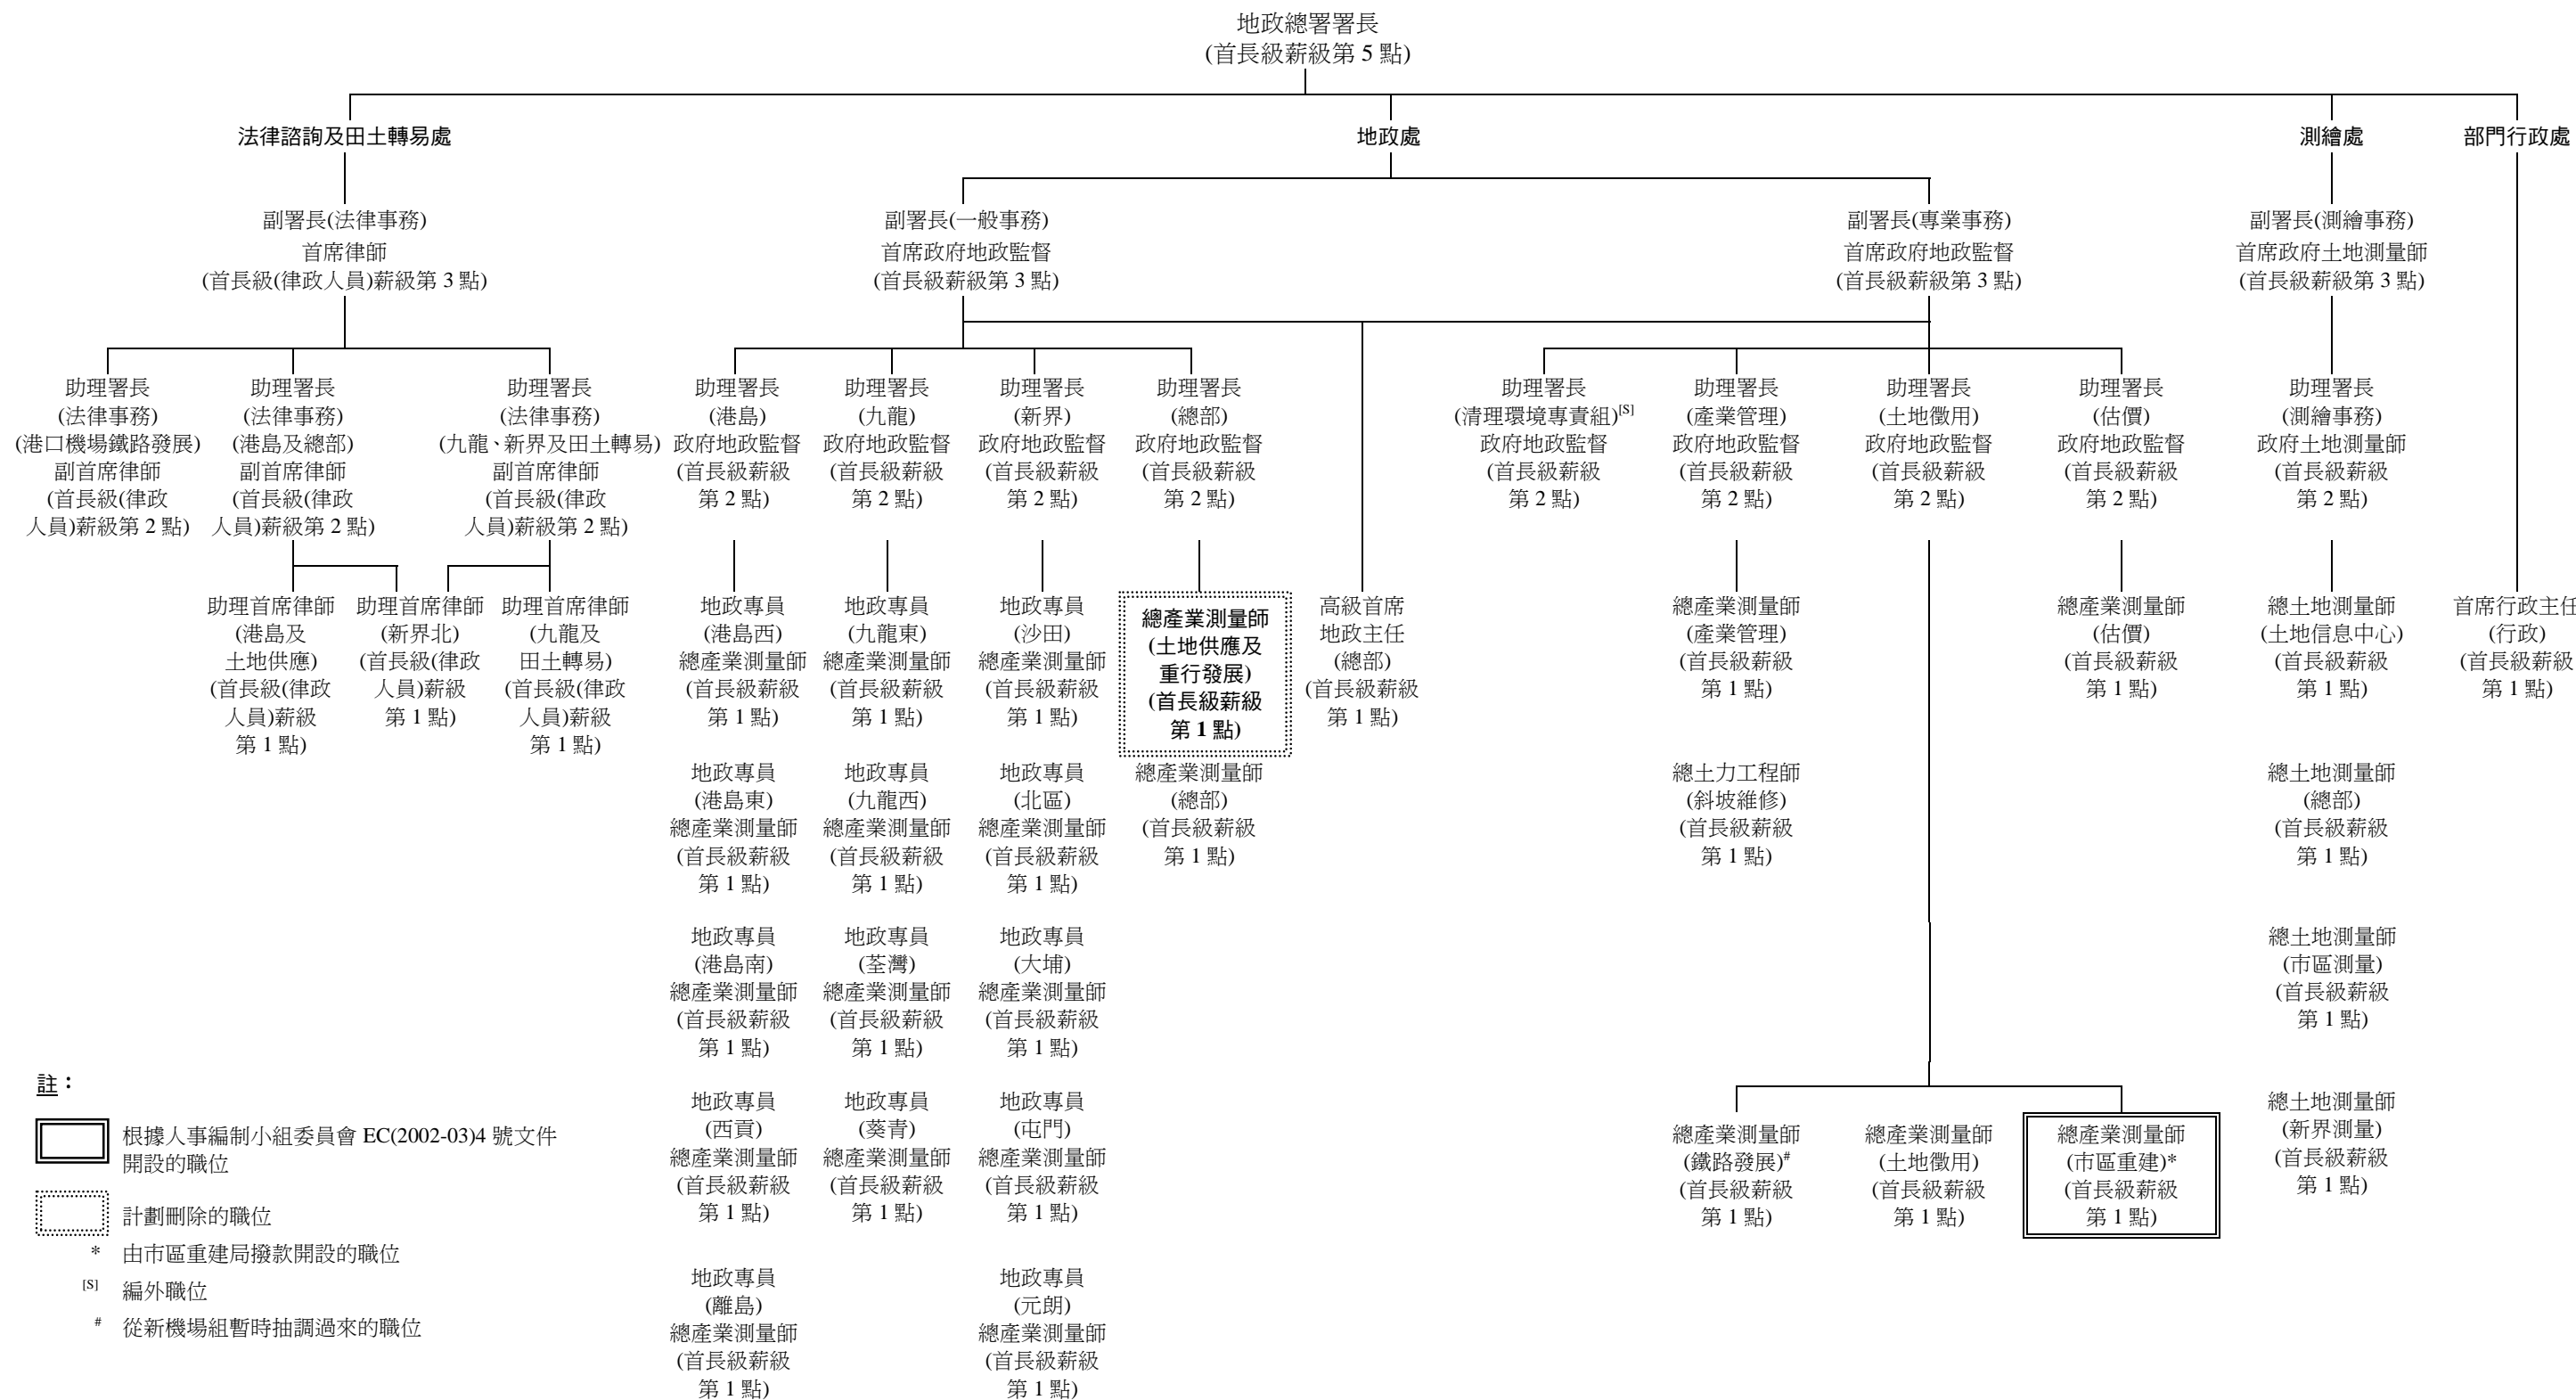 地政總署署長
(首長級薪級第 5 點)
法律諮詢及田土轉易處
地政處
測繪處
部門行政處
副署長(法律事務)
首席律師
(首長級(律政人員)薪級第 3 點)
副署長(一般事務)
首席政府地政監督
(首長級薪級第 3 點)
副署長(專業事務)
首席政府地政監督
(首長級薪級第 3 點)
副署長(測繪事務)
首席政府土地測量師
(首長級薪級第 3 點)
助理署長
(法律事務)
(港口機場鐵路發展)
副首席律師
(首長級(律政
人員)薪級第 2 點)
助理署長
(法律事務)
(港島及總部)
副首席律師
(首長級(律政
人員)薪級第 2 點)
助理署長
(法律事務)
(九龍、新界及田土轉易)
副首席律師
(首長級(律政
人員)薪級第 2 點)
助理署長
(港島)
政府地政監督
(首長級薪級
第 2 點)
助理署長
(九龍)
政府地政監督
(首長級薪級
第 2 點)
助理署長
(新界)
政府地政監督
(首長級薪級
第 2 點)
助理署長
(總部)
政府地政監督
(首長級薪級
第 2 點)
助理署長
(清理環境專責組)[S]
政府地政監督
(首長級薪級
第 2 點)
助理署長
(產業管理)
政府地政監督
(首長級薪級
第 2 點)
助理署長
(土地徵用)
政府地政監督
(首長級薪級
第 2 點)
助理署長
(估價)
政府地政監督
(首長級薪級
第 2 點)
助理署長
(測繪事務)
政府土地測量師
(首長級薪級
第 2 點)
助理首席律師
(港島及
土地供應)
(首長級(律政
人員)薪級
第 1 點)
助理首席律師
(新界北)
(首長級(律政
人員)薪級
第 1 點)
助理首席律師
(九龍及
田土轉易)
(首長級(律政
人員)薪級
第 1 點)
地政專員
(港島西)
總產業測量師
(首長級薪級
第 1 點)
地政專員
(九龍東)
總產業測量師
(首長級薪級
第 1 點)
地政專員
(沙田)
總產業測量師
(首長級薪級
第 1 點)
總產業測量師
(土地供應及
重行發展)
(首長級薪級
第 1 點)
高級首席
地政主任
(總部)
(首長級薪級
第 1 點)
總產業測量師
(產業管理)
(首長級薪級
第 1 點)
總產業測量師
(估價)
(首長級薪級
第 1 點)
總土地測量師
(土地信息中心)
(首長級薪級
第 1 點)
首席行政主任
(行政)
(首長級薪級
第 1 點)
地政專員
(港島東)
總產業測量師
(首長級薪級
第 1 點)
地政專員
(九龍西)
總產業測量師
(首長級薪級
第 1 點)
地政專員
(北區)
總產業測量師
(首長級薪級
第 1 點)
總產業測量師
(總部)
(首長級薪級
第 1 點)
總土力工程師
(斜坡維修)
(首長級薪級
第 1 點)
總土地測量師
(總部)
(首長級薪級
第 1 點)
地政專員
(港島南)
總產業測量師
(首長級薪級
第 1 點)
地政專員
(荃灣)
總產業測量師
(首長級薪級
第 1 點)
地政專員
(大埔)
總產業測量師
(首長級薪級
第 1 點)
總土地測量師
(市區測量)
(首長級薪級
第 1 點)
地政專員
(西貢)
總產業測量師
(首長級薪級
第 1 點)
地政專員
(葵青)
總產業測量師
(首長級薪級
第 1 點)
地政專員
(屯門)
總產業測量師
(首長級薪級
第 1 點)
總產業測量師
(鐵路發展)#
(首長級薪級
第 1 點)
總產業測量師
(土地徵用)
(首長級薪級
第 1 點)
總產業測量師
(市區重建)*
(首長級薪級
第 1 點)
總土地測量師
(新界測量)
(首長級薪級
第 1 點)
地政專員
(離島)
總產業測量師
(首長級薪級
第 1 點)
地政專員
(元朗)
總產業測量師
(首長級薪級
第 1 點)
註：
根據人事編制小組委員會 EC(2002-03)4 號文件
開設的職位
計劃刪除的職位
* 由市區重建局撥款開設的職位
[S] 編外職位
# 從新機場組暫時抽調過來的職位